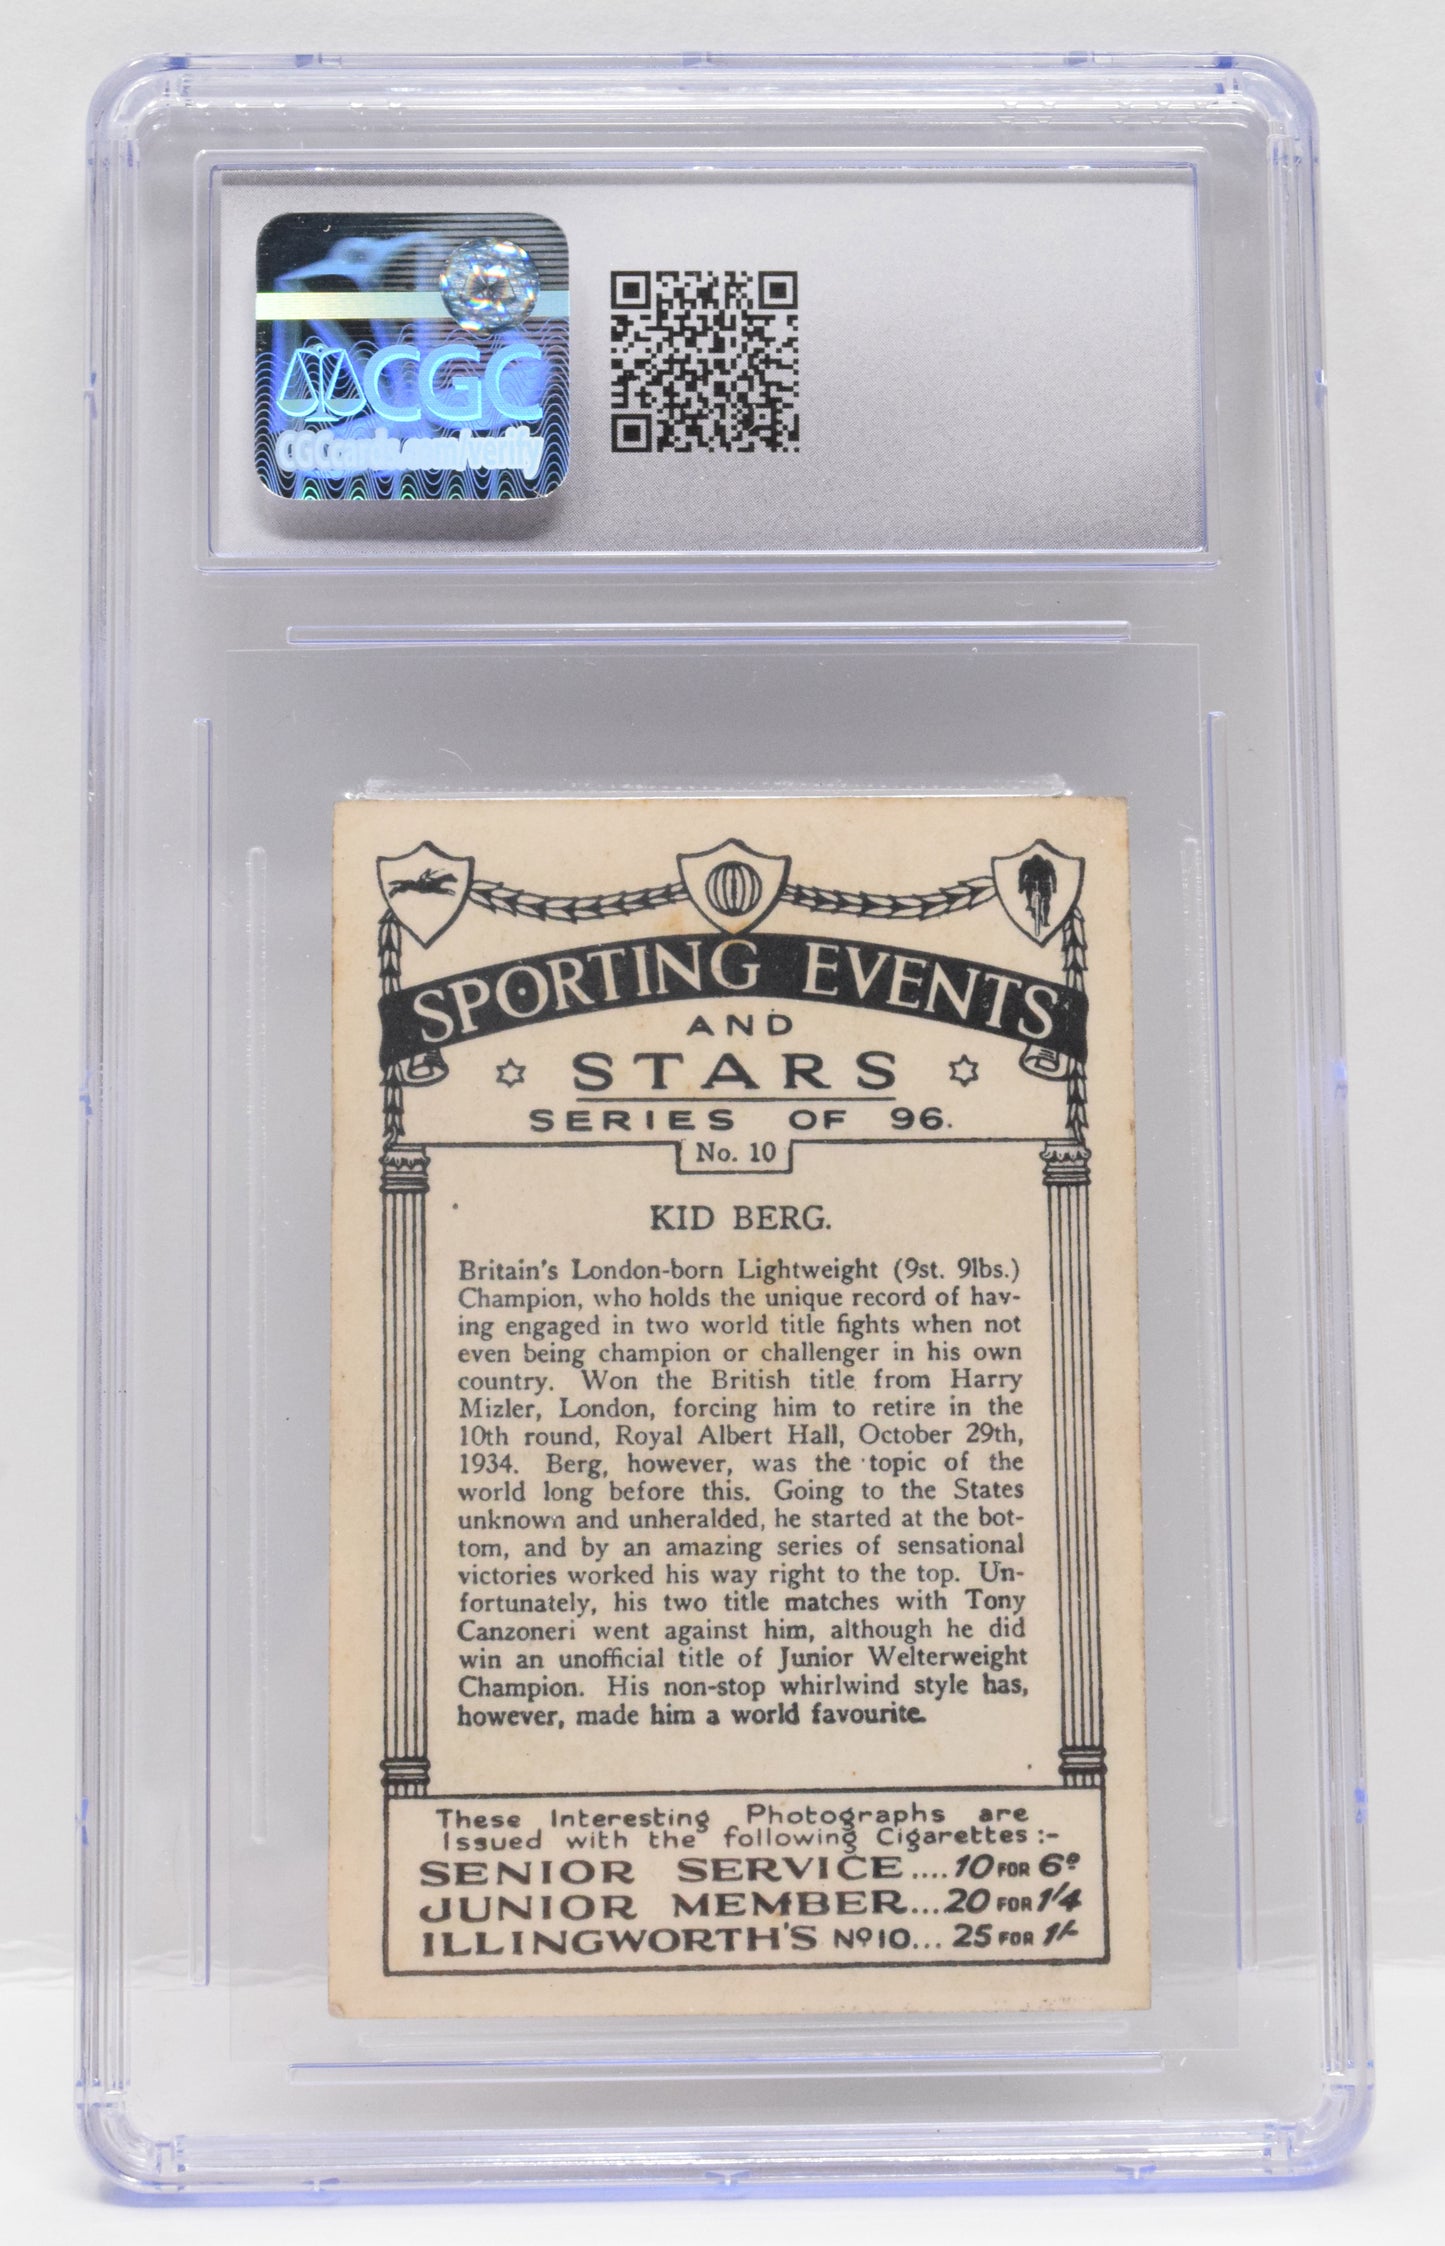 CGC
CGCcards.com/verify
SPORTING EVENTS
AND
STARS
SERIES OF 96.
No. 10
KID BERG.
Britain's London-born Lightweight (9st. 9lbs.)
Champion, who holds the unique record of hav-
ing engaged in two world title fights when not
even being champion or challenger in his own
country. Won the British title from Harry
Mizler, London, forcing him to retire in the
10th round, Royal Albert Hall, October 29th,
1934. Berg, however, was the topic of the
world long before this. Going to the States
unknown and unheralded, he started at the bot-
tom, and by an amazing series of sensational
victories worked his way right to the top. Un-
fortunately, his two title matches with Tony
Canzoneri went against him, although he did
win an unofficial title of Junior Welterweight
Champion. His non-stop whirlwind style has,
however, made him a world favourite.
These Interesting Photographs are
Issued with the following Cigarettes :-
SENIOR SERVICE .... 10 FOR 6ᴰ
JUNIOR MEMBER ... 20 FOR 1/4
ILLINGWORTH'S Nº 10 ... 25 FOR 1/-